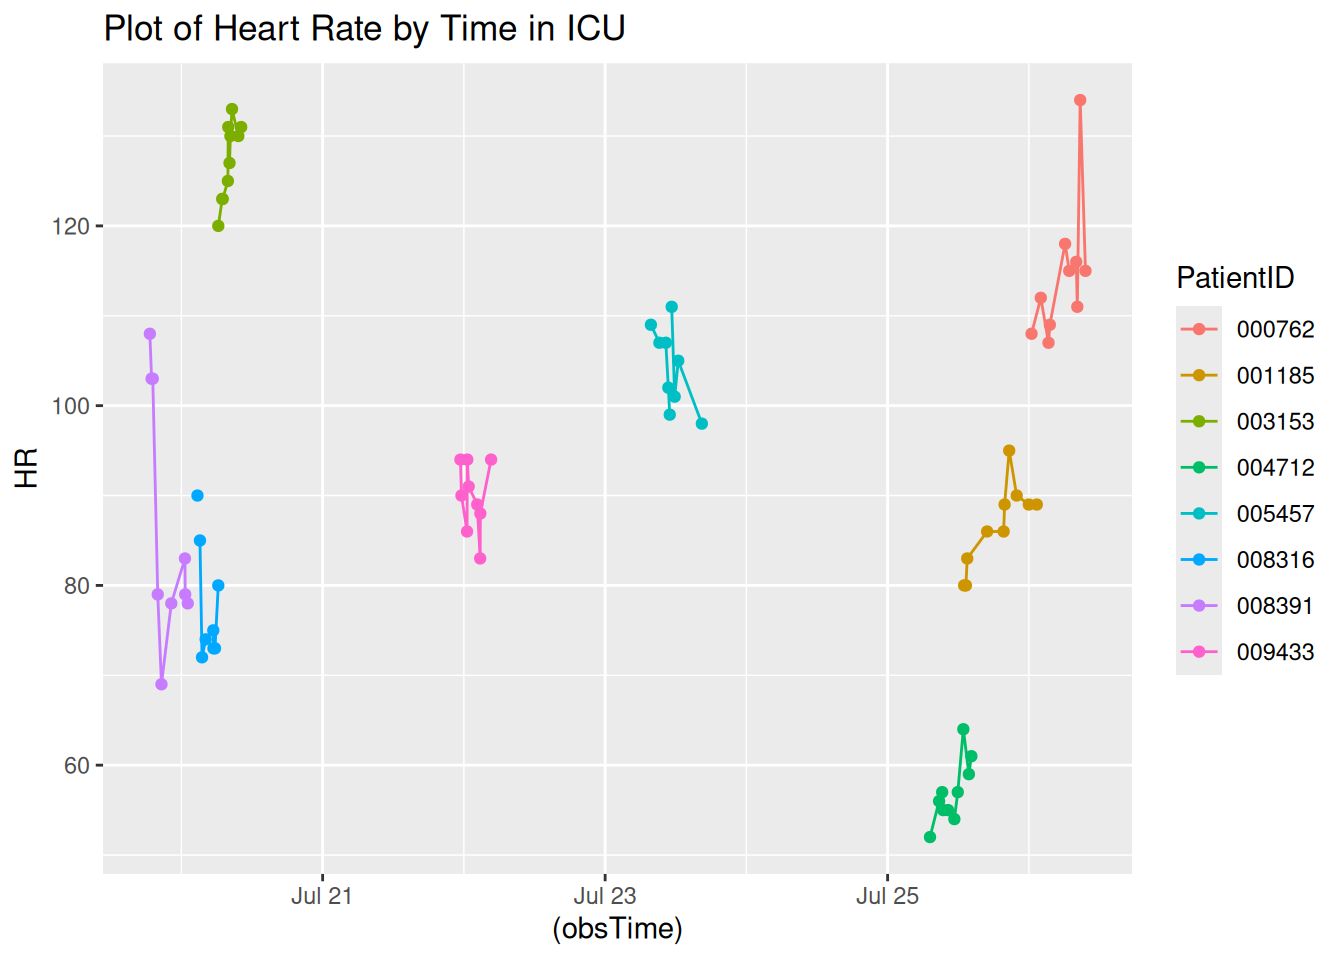 Plot of Heart Rate by Time in ICU
120
100
80
60
HR
Jul 21
Jul 23
Jul 25
(obsTime)
PatientID
000762
001185
003153
004712
005457
008316
008391
009433